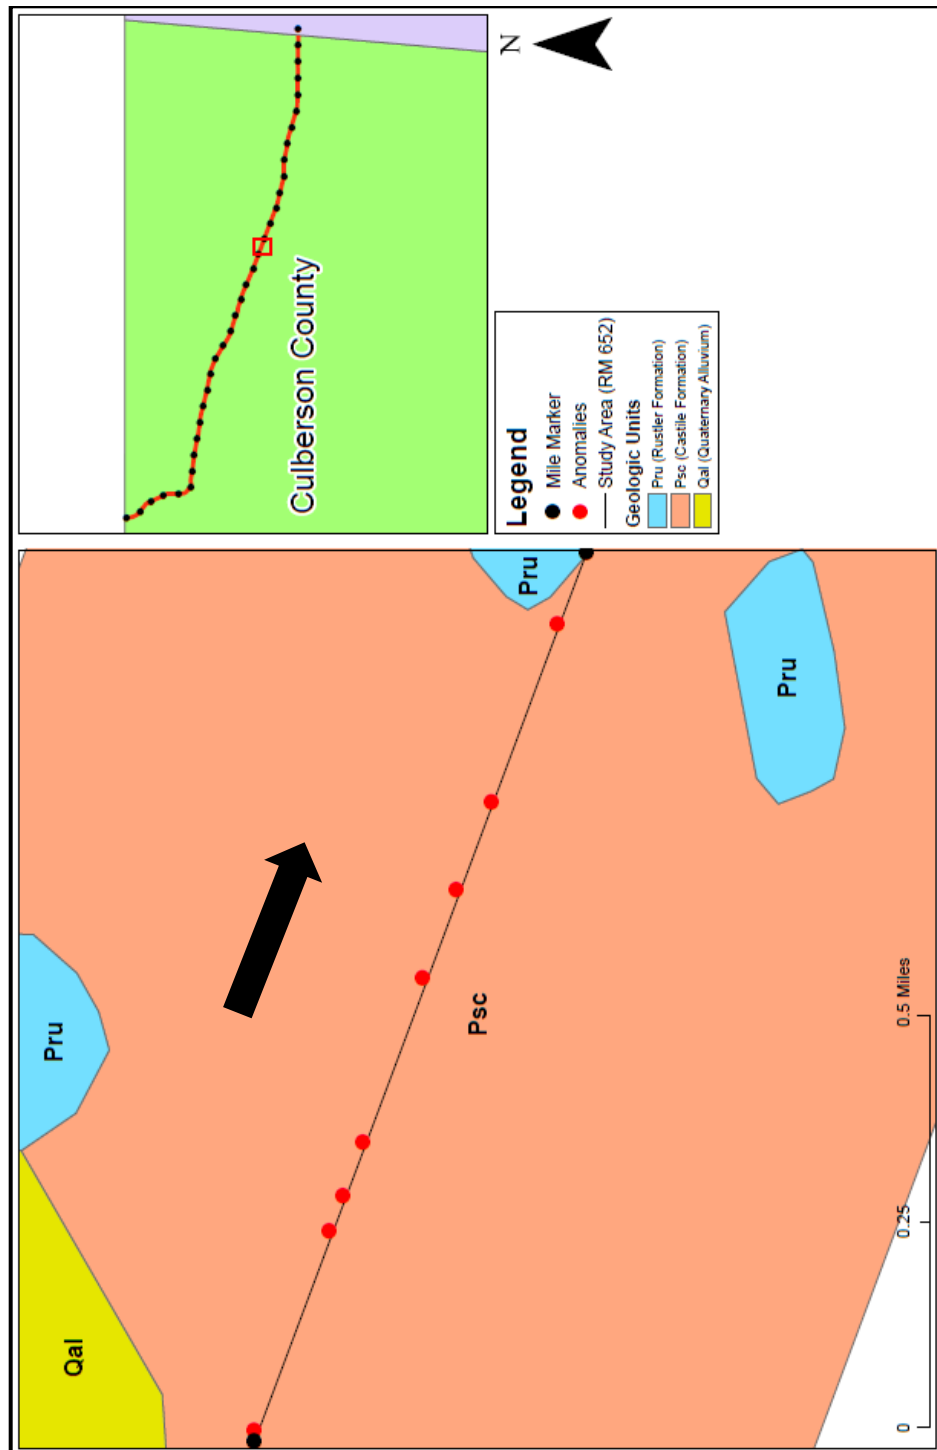 Culberson County
N
Legend
Mile Marker
Anomalies
Study Area (RM 652)
Geologic Units
Pru (Rustler Formation)
Psc (Castile Formation)
Qal (Quaternary Alluvium)
Pru
Pru
Pru
Psc
Qal
0 0.25 0.5 Miles